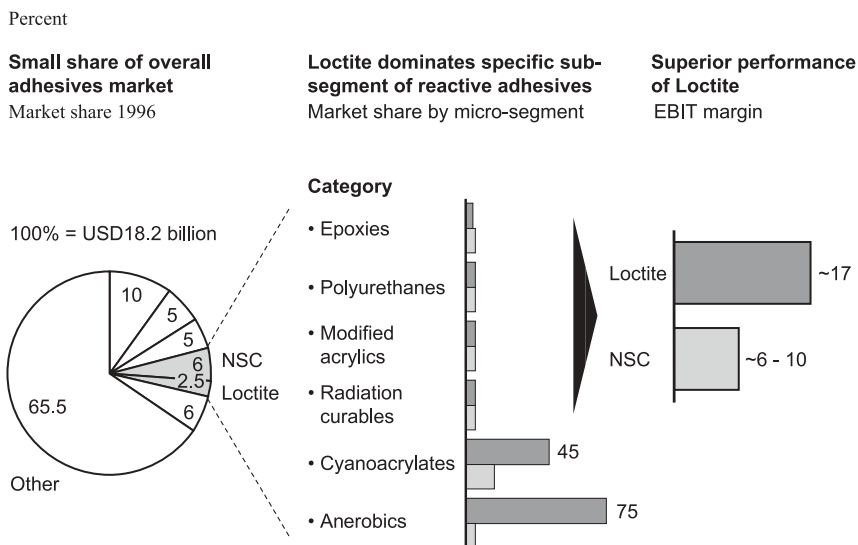 Percent
Small share of overall
adhesives market
Market share 1996
Loctite dominates specific sub-
segment of reactive adhesives
Market share by micro-segment
Superior performance
of Loctite
EBIT margin
100% = USD18.2 billion
10
5
5
6
2.5
6
65.5
NSC
Loctite
Other
Category
• Epoxies
• Polyurethanes
• Modified
acrylics
• Radiation
curables
• Cyanoacrylates
45
• Anerobics
75
Loctite
~17
NSC
~6 - 10